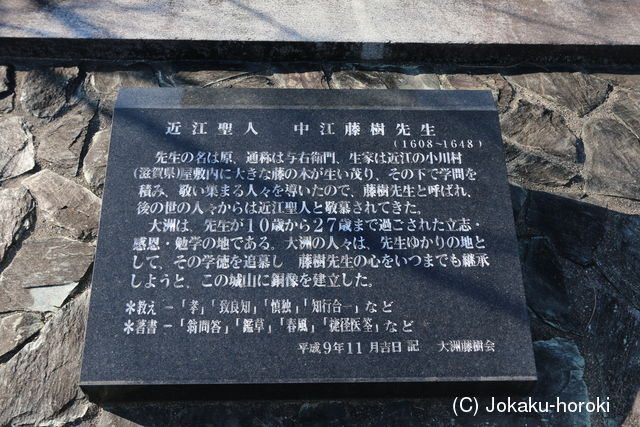 近江聖人 中江藤樹先生
(1608~1648)
先生の名は原、通称は与右衛門、生家は近江の小川村
(滋賀県)屋敷内に大きな藤の木が生い茂り、その下で学問を
積み、敬い集まる人々を導いたので、藤樹先生と呼ばれ、
後の世の人々からは近江聖人と敬慕されてきた。
大洲は、先生が10歳から27歳まで過ごされた立志・
感恩・勉学の地である。大洲の人々は、先生ゆかりの地と
して、その学徳を追慕し 藤樹先生の心をいつまでも継承
しようと、この城山に銅像を建立した。
*教え－「孝」「致良知」「慎独」「知行合一」など
*著書－「翁問答」「鑑草」「春風」「捷径医筌」など
平成9年11月吉日 記 大洲藤樹会
(C) Jokaku-horoki